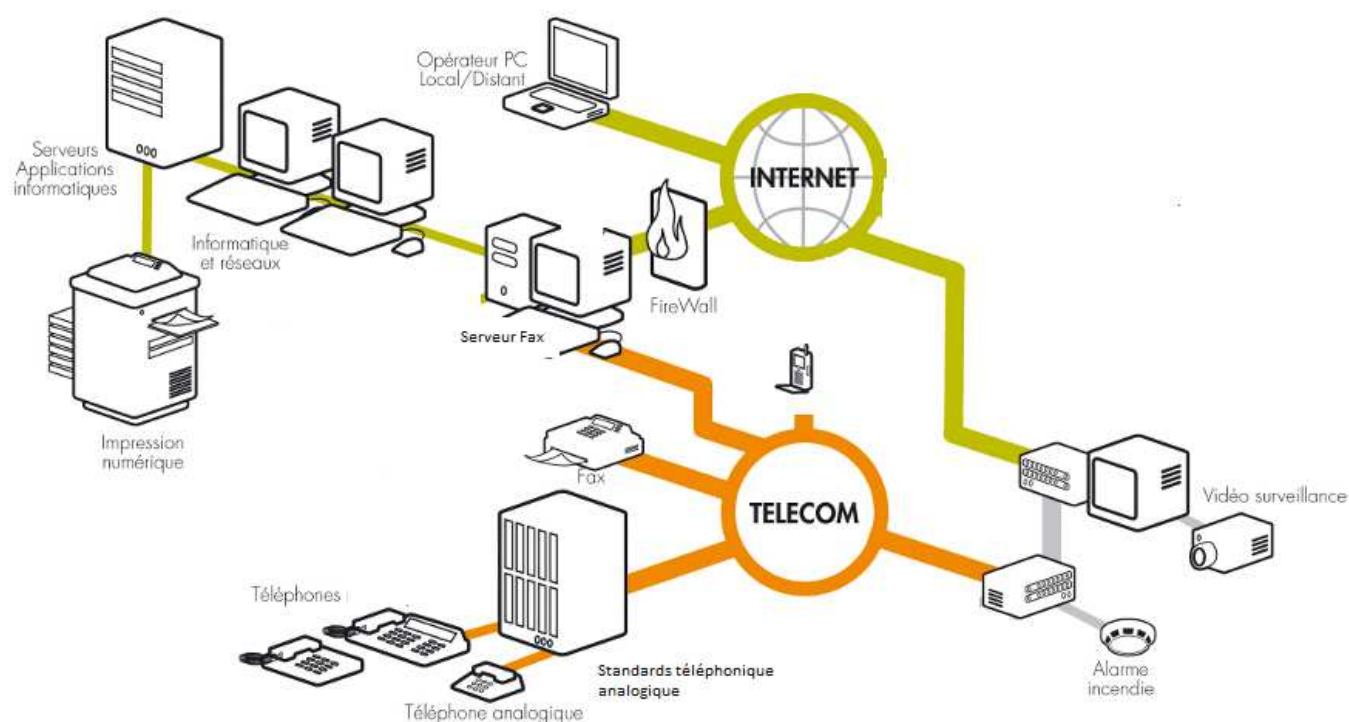 Opérateur PC
Local/Distant
Serveurs
Applications
informatiques
INTERNET
Informatique
et réseaux
FireWall
Serveur Fax
Impression
numérique
Fax
TELECOM
Vidéo surveillance
Téléphones
Standards téléphonique
analogique
Téléphone analogique
Alarme
incendie